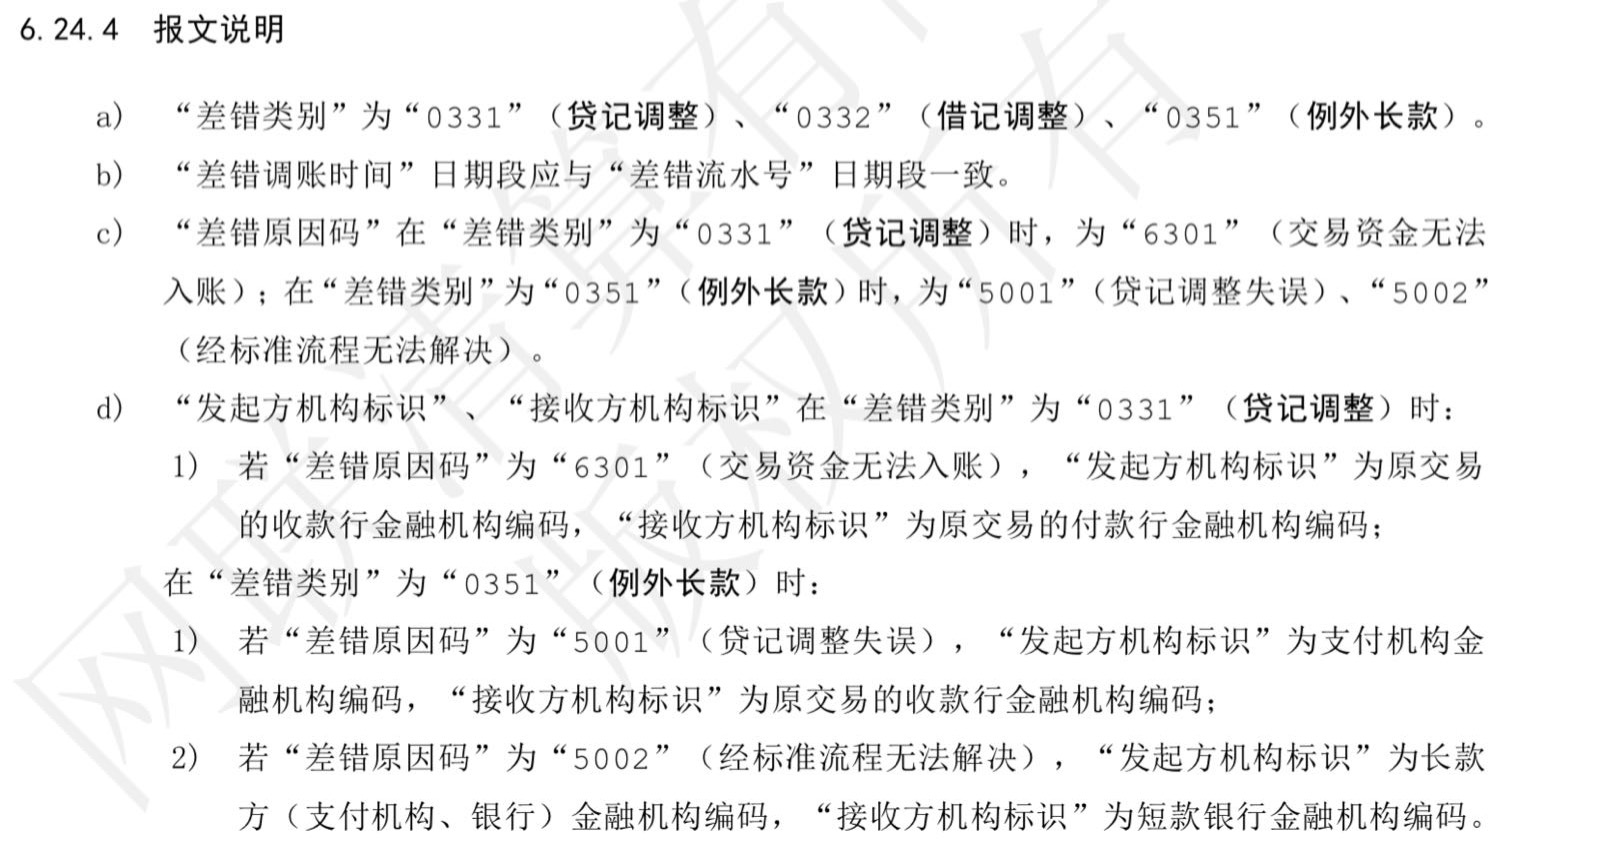 6.24.4 报文说明
a) “差错类别”为“0331”（贷记调整）、“0332”（借记调整）、“0351”（例外长款）。
b) “差错调账时间”日期段应与“差错流水号”日期段一致。
c) “差错原因码”在“差错类别”为“0331”（贷记调整）时，为“6301”（交易资金无法
入账）；在“差错类别”为“0351”（例外长款）时，为“5001”（贷记调整失误）、“5002”
（经标准流程无法解决）。
d) “发起方机构标识”、“接收方机构标识”在“差错类别”为“0331”（贷记调整）时：
1) 若“差错原因码”为“6301”（交易资金无法入账），“发起方机构标识”为原交易
的收款行金融机构编码，“接收方机构标识”为原交易的付款行金融机构编码；
在“差错类别”为“0351”（例外长款）时：
1) 若“差错原因码”为“5001”（贷记调整失误），“发起方机构标识”为支付机构金
融机构编码，“接收方机构标识”为原交易的收款行金融机构编码；
2) 若“差错原因码”为“5002”（经标准流程无法解决），“发起方机构标识”为长款
方（支付机构、银行）金融机构编码，“接收方机构标识”为短款银行金融机构编码。
网联清算有
版权所有